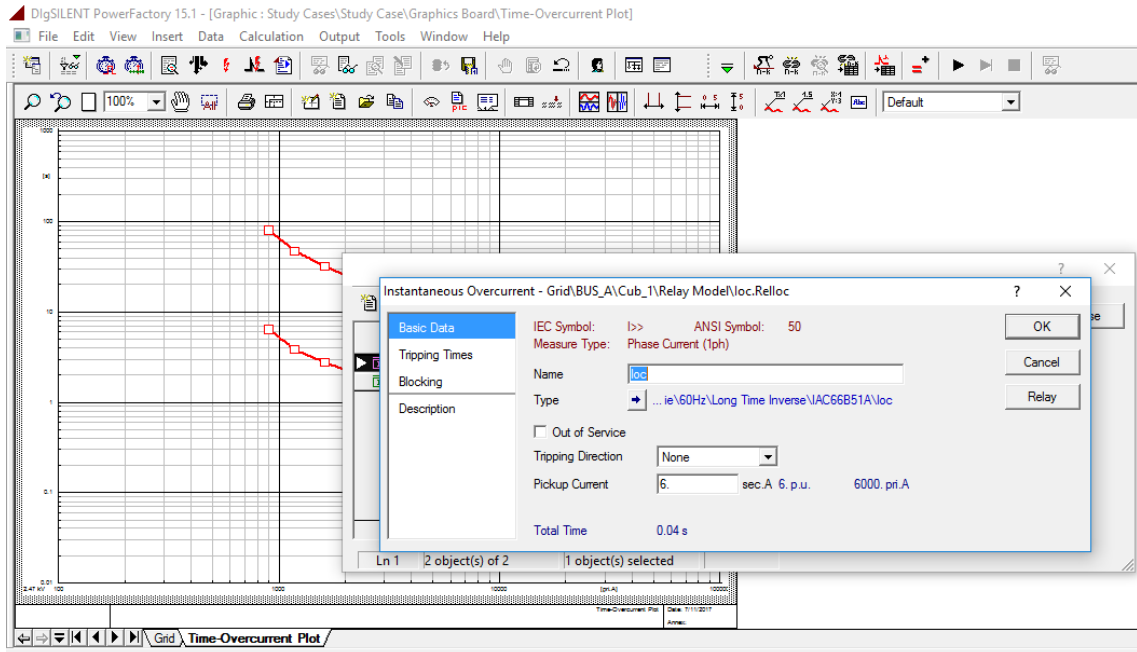 DIgSILENT PowerFactory 15.1 - [Graphic : Study Cases\Study Case\Graphics Board\Time-Overcurrent Plot]
File Edit View Insert Data Calculation Output Tools Window Help
100% Default
1000
[s]
100
10
1
0.1
0.01
2.47 kV 100 1000 10000 [pri.A] 100000
Time-Overcurrent Plot Date: 7/11/2017
Annex:
? ×
Instantaneous Overcurrent - Grid\BUS_A\Cub_1\Relay Model\Ioc.RelIoc ? ×
Basic Data
Tripping Times
Blocking
Description
IEC Symbol: I>> ANSI Symbol: 50
Measure Type: Phase Current (1ph)
Name Ioc
Type ... ie\60Hz\Long Time Inverse\IAC66B51A\Ioc
Out of Service
Tripping Direction None
Pickup Current 6. sec.A 6. p.u. 6000. pri.A
Total Time 0.04 s
OK
Cancel
Relay
se
Ln 1 2 object(s) of 2 1 object(s) selected
Grid Time-Overcurrent Plot